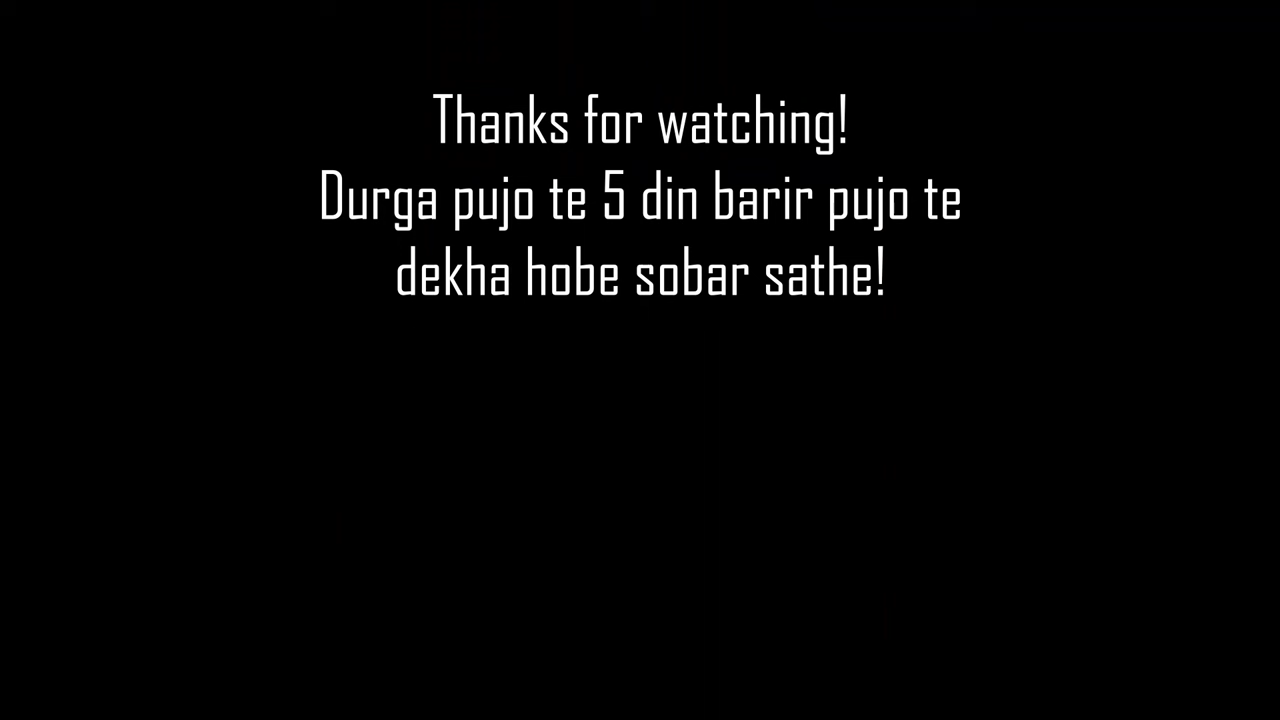 Thanks for watching!
Durga pujo te 5 din barir pujo te
dekha hobe sobar sathe!